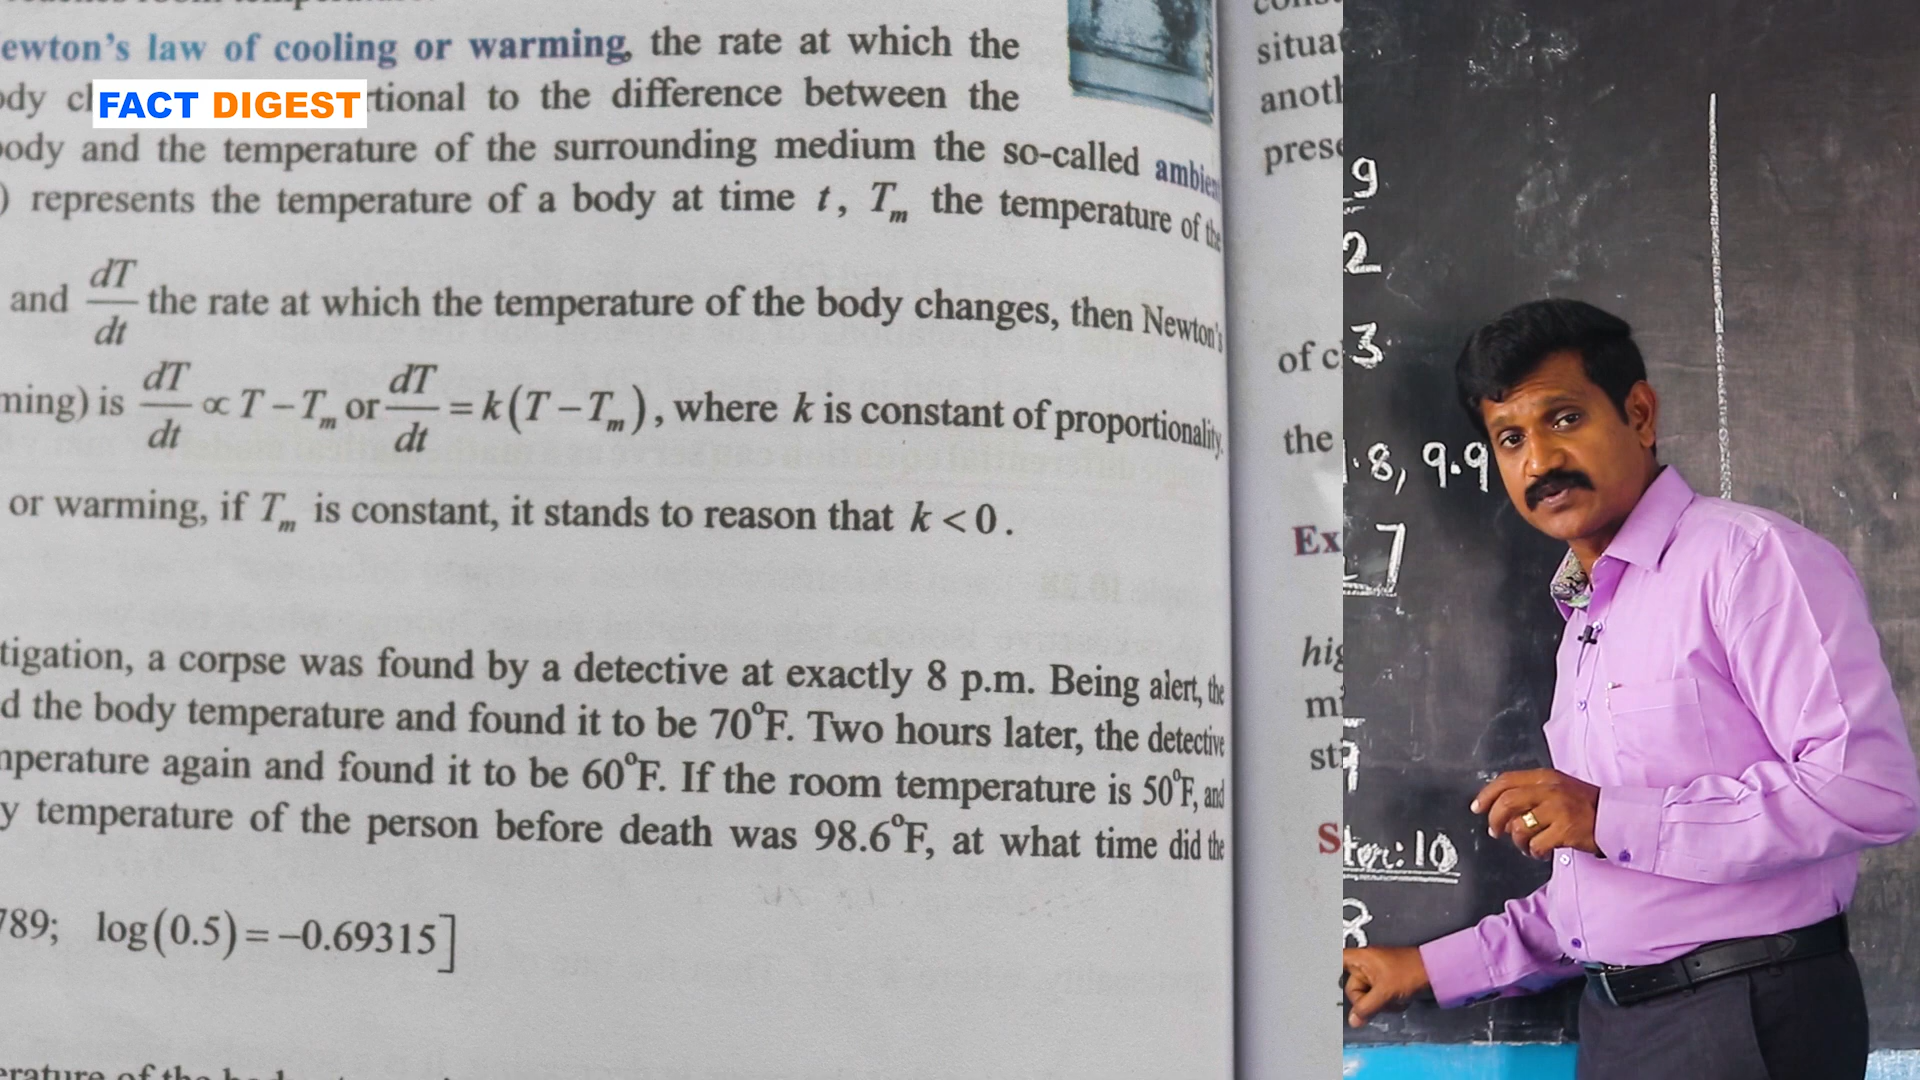 ewton's law of cooling or warming, the rate at which the
ody cl
FACT DIGEST
tional to the difference between the
body and the temperature of the surrounding medium the so-called ambien
) represents the temperature of a body at time t, Tm the temperature of the
and dT/dt the rate at which the temperature of the body changes, then Newton's
ming) is dT/dt ∝ T − Tm or dT/dt = k(T − Tm), where k is constant of proportionality.
or warming, if Tm is constant, it stands to reason that k < 0.
tigation, a corpse was found by a detective at exactly 8 p.m. Being alert, the
d the body temperature and found it to be 70°F. Two hours later, the detective
mperature again and found it to be 60°F. If the room temperature is 50°F, and
y temperature of the person before death was 98.6°F, at what time did the
789; log(0.5) = −0.69315]
situat
anoth
prese
of c
the
Ex
hig
mi
sti
S
9
2
3
.8, 9.9
7
9
ter: 10
8